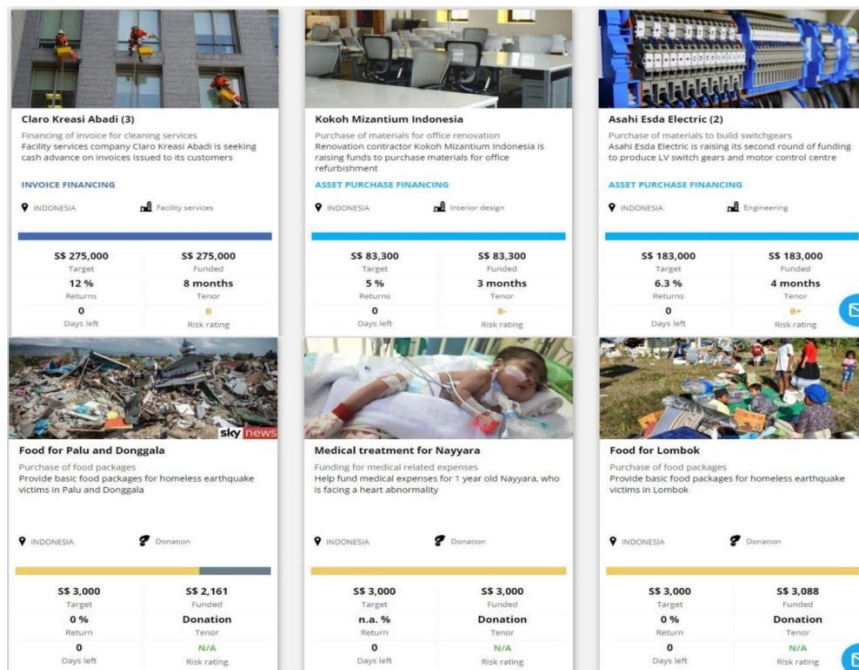 Claro Kreasi Abadi (3)
Financing of invoice for cleaning services
Facility services company Claro Kreasi Abadi is seeking
cash advance on invoices issued to its customers
INVOICE FINANCING
INDONESIA
Facility services
S$ 275,000
S$ 275,000
Target
Funded
12 %
8 months
Returns
Tenor
0
B
Days left
Risk rating
Kokoh Mizantium Indonesia
Purchase of materials for office renovation
Renovation contractor Kokoh Mizantium Indonesia is
raising funds to purchase materials for office
refurbishment
ASSET PURCHASE FINANCING
INDONESIA
Interior design
S$ 83,300
S$ 83,300
Target
Funded
5 %
3 months
Returns
Tenor
0
B-
Days left
Risk rating
Asahi Esda Electric (2)
Purchase of materials to build switchgears
Asahi Esda Electric is raising its second round of funding
to produce LV switch gears and motor control centre
ASSET PURCHASE FINANCING
INDONESIA
Engineering
S$ 183,000
S$ 183,000
Target
Funded
6.3 %
4 months
Returns
Tenor
0
B+
Days left
Risk rating
sky news
Food for Palu and Donggala
Purchase of food packages
Provide basic food packages for homeless earthquake
victims in Palu and Donggala
INDONESIA
Donation
S$ 3,000
S$ 2,161
Target
Funded
0 %
Donation
Return
Tenor
0
N/A
Days left
Risk rating
Medical treatment for Nayyara
Funding for medical related expenses
Help fund medical expenses for 1 year old Nayyara, who
is facing a heart abnormality
INDONESIA
Donation
S$ 3,000
S$ 3,000
Target
Funded
n.a. %
Donation
Return
Tenor
0
N/A
Days left
Risk rating
Food for Lombok
Purchase of food packages
Provide basic food packages for homeless earthquake
victims in Lombok
INDONESIA
Donation
S$ 3,000
S$ 3,088
Target
Funded
0 %
Donation
Return
Tenor
0
N/A
Days left
Risk rating